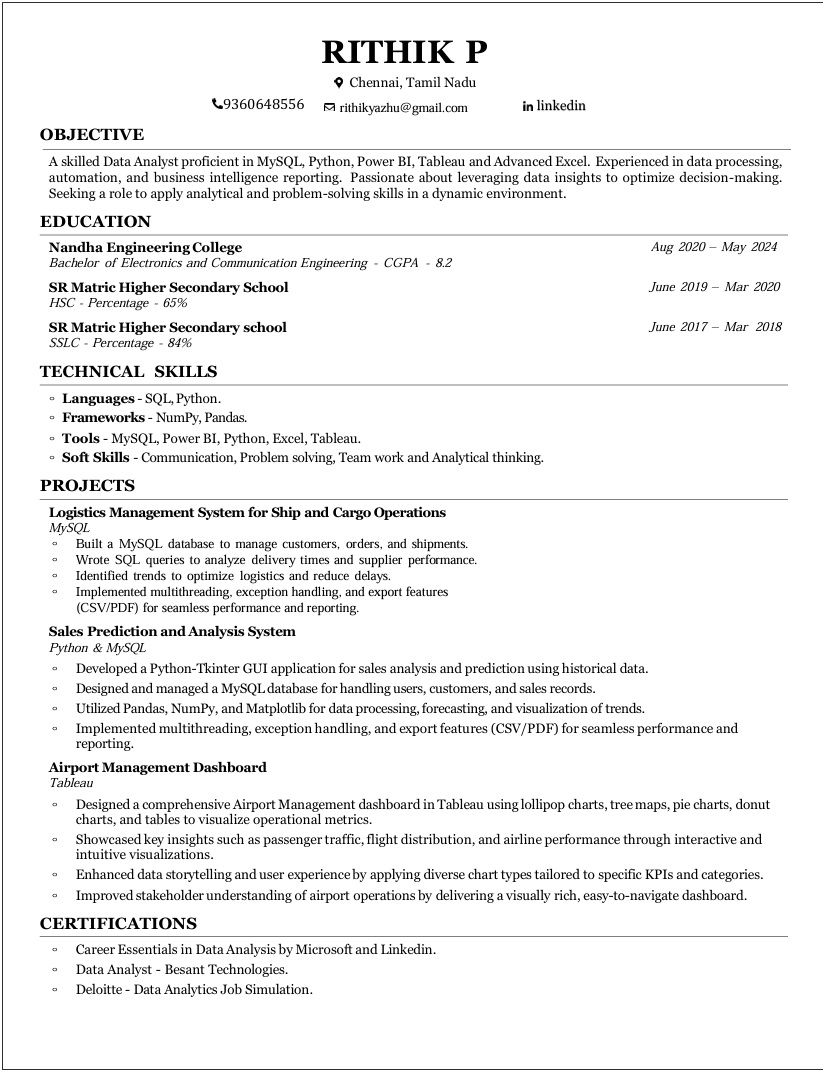 RITHIK P
Chennai, Tamil Nadu
9360648556 rithikyazhu@gmail.com linkedin
OBJECTIVE
A skilled Data Analyst proficient in MySQL, Python, Power BI, Tableau and Advanced Excel. Experienced in data processing,
automation, and business intelligence reporting. Passionate about leveraging data insights to optimize decision-making.
Seeking a role to apply analytical and problem-solving skills in a dynamic environment.
EDUCATION
Nandha Engineering College Aug 2020 – May 2024
Bachelor of Electronics and Communication Engineering - CGPA - 8.2
SR Matric Higher Secondary School June 2019 – Mar 2020
HSC - Percentage - 65%
SR Matric Higher Secondary school June 2017 – Mar 2018
SSLC - Percentage - 84%
TECHNICAL SKILLS
◦ Languages - SQL, Python.
◦ Frameworks - NumPy, Pandas.
◦ Tools - MySQL, Power BI, Python, Excel, Tableau.
◦ Soft Skills - Communication, Problem solving, Team work and Analytical thinking.
PROJECTS
Logistics Management System for Ship and Cargo Operations
MySQL
◦ Built a MySQL database to manage customers, orders, and shipments.
◦ Wrote SQL queries to analyze delivery times and supplier performance.
◦ Identified trends to optimize logistics and reduce delays.
◦ Implemented multithreading, exception handling, and export features
(CSV/PDF) for seamless performance and reporting.
Sales Prediction and Analysis System
Python & MySQL
◦ Developed a Python-Tkinter GUI application for sales analysis and prediction using historical data.
◦ Designed and managed a MySQL database for handling users, customers, and sales records.
◦ Utilized Pandas, NumPy, and Matplotlib for data processing, forecasting, and visualization of trends.
◦ Implemented multithreading, exception handling, and export features (CSV/PDF) for seamless performance and
reporting.
Airport Management Dashboard
Tableau
◦ Designed a comprehensive Airport Management dashboard in Tableau using lollipop charts, tree maps, pie charts, donut
charts, and tables to visualize operational metrics.
◦ Showcased key insights such as passenger traffic, flight distribution, and airline performance through interactive and
intuitive visualizations.
◦ Enhanced data storytelling and user experience by applying diverse chart types tailored to specific KPIs and categories.
◦ Improved stakeholder understanding of airport operations by delivering a visually rich, easy-to-navigate dashboard.
CERTIFICATIONS
◦ Career Essentials in Data Analysis by Microsoft and Linkedin.
◦ Data Analyst - Besant Technologies.
◦ Deloitte - Data Analytics Job Simulation.